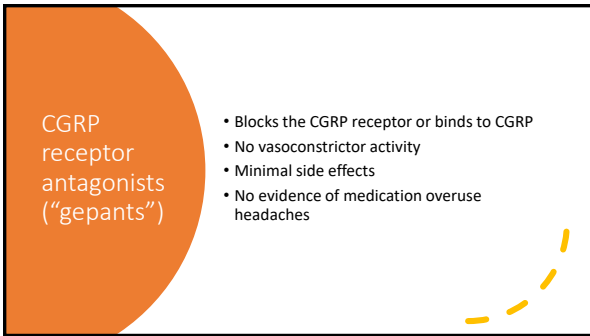 CGRP
receptor
antagonists
(“gepants”)
• Blocks the CGRP receptor or binds to CGRP
• No vasoconstrictor activity
• Minimal side effects
• No evidence of medication overuse
headaches